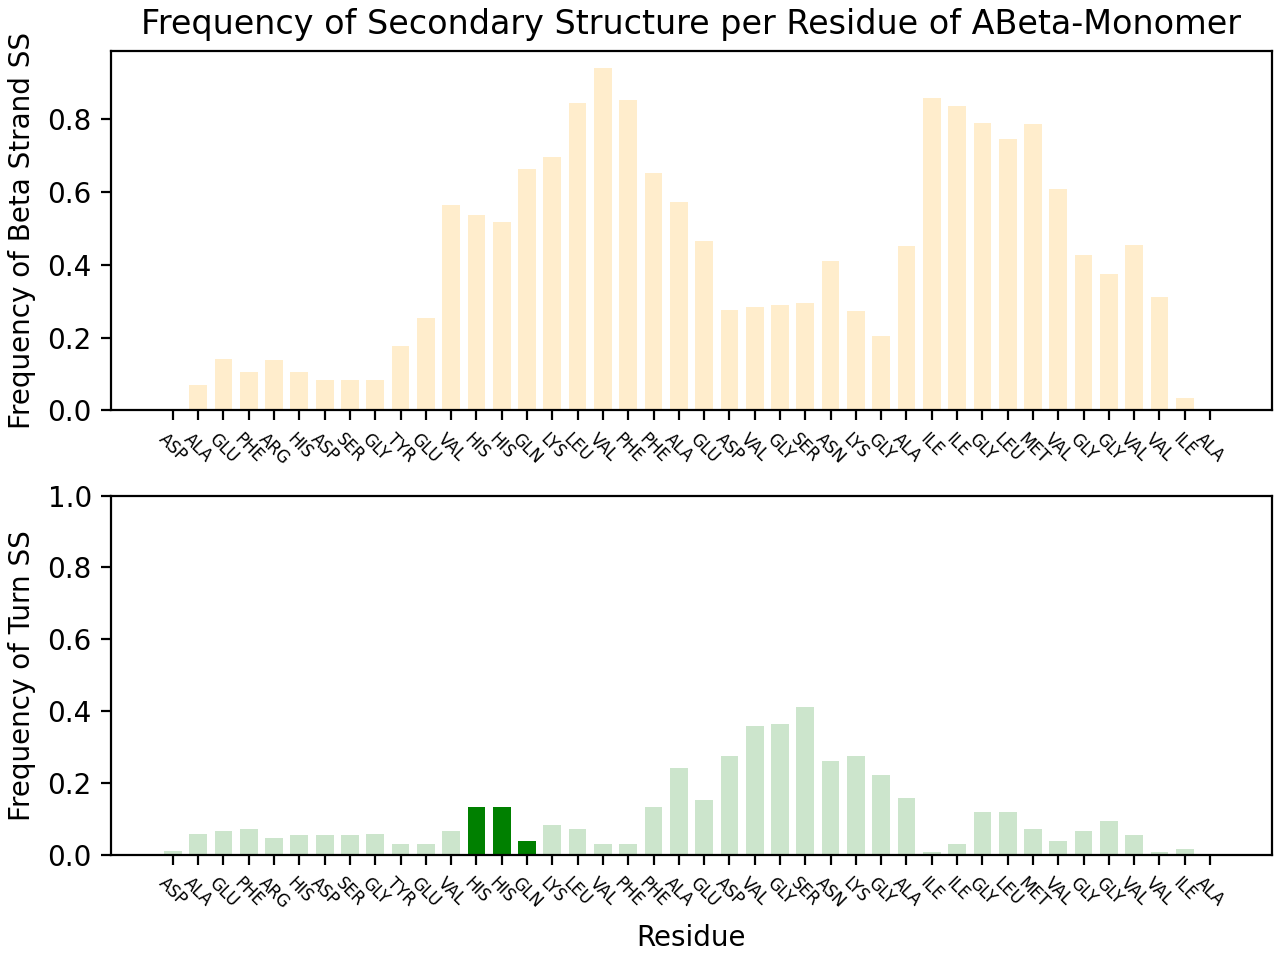 Frequency of Secondary Structure per Residue of ABeta-Monomer
Frequency of Beta Strand SS
0.8
0.6
0.4
0.2
0.0
ASP ALA GLU PHE ARG HIS ASP SER GLY TYR GLU VAL HIS HIS GLN LYS LEU VAL PHE PHE ALA GLU ASP VAL GLY SER ASN LYS GLY ALA ILE ILE GLY LEU MET VAL GLY GLY VAL VAL ILE ALA
Frequency of Turn SS
1.0
0.8
0.6
0.4
0.2
0.0
ASP ALA GLU PHE ARG HIS ASP SER GLY TYR GLU VAL HIS HIS GLN LYS LEU VAL PHE PHE ALA GLU ASP VAL GLY SER ASN LYS GLY ALA ILE ILE GLY LEU MET VAL GLY GLY VAL VAL ILE ALA
Residue